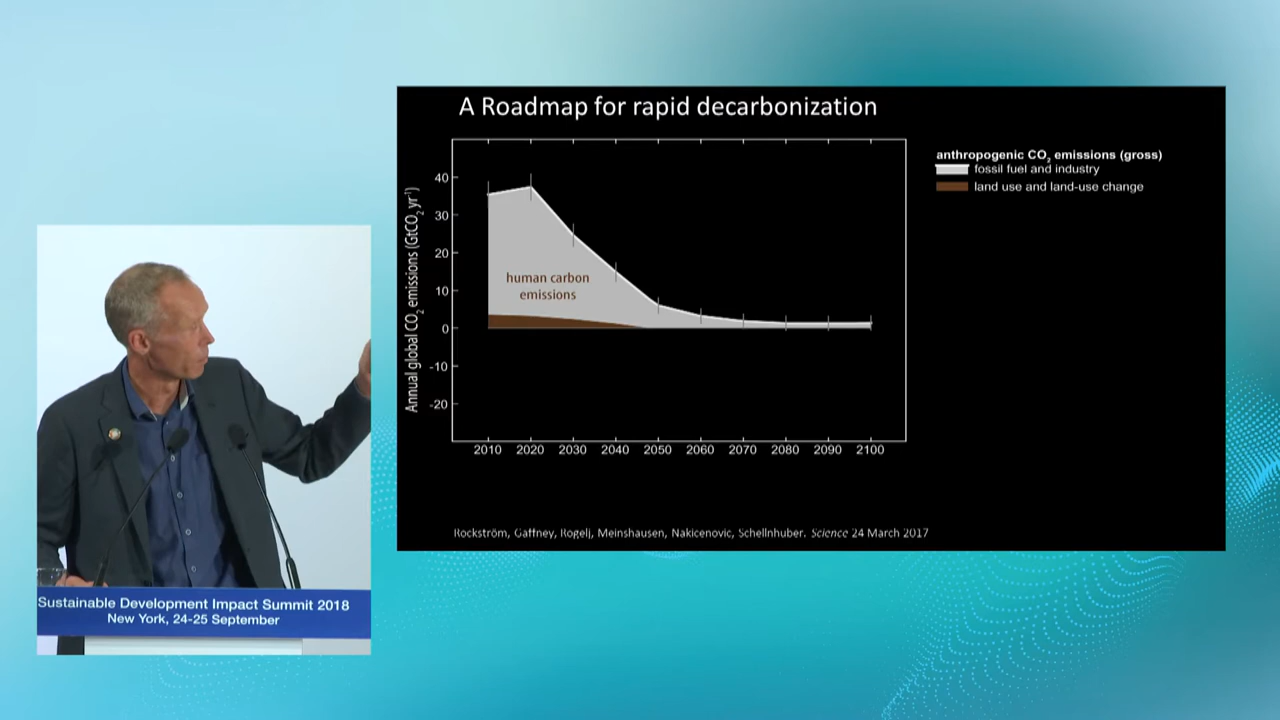 A Roadmap for rapid decarbonization
anthropogenic CO₂ emissions (gross)
fossil fuel and industry
land use and land-use change
Annual global CO₂ emissions (GtCO₂ yr⁻¹)
40
30
20
10
0
-10
-20
human carbon
emissions
2010 2020 2030 2040 2050 2060 2070 2080 2090 2100
Rockström, Gaffney, Rogelj, Meinshausen, Nakicenovic, Schellnhuber. Science 24 March 2017
Sustainable Development Impact Summit 2018
New York, 24-25 September